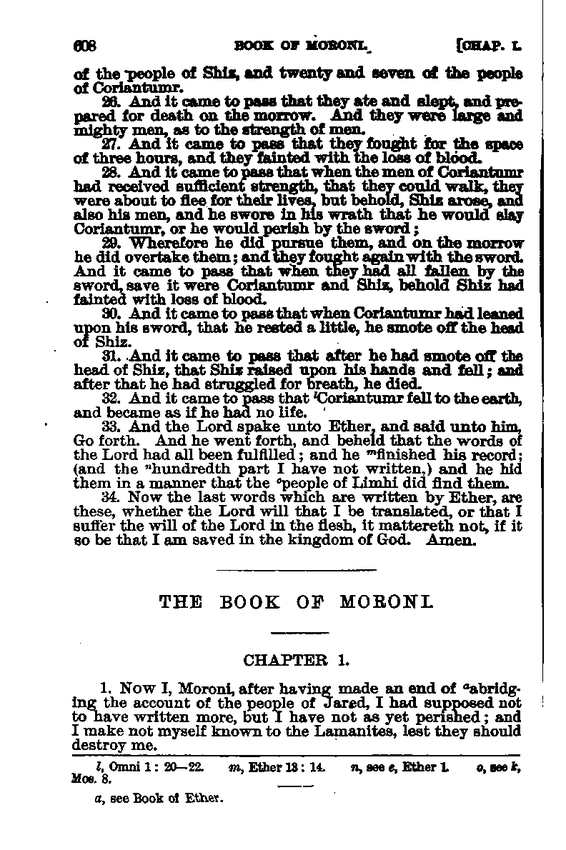 608 BOOK OF MORONI. [CHAP. I.
of the people of Shiz, and twenty and seven of the people
of Coriantumr.
26. And it came to pass that they ate and slept, and pre-
pared for death on the morrow. And they were large and
mighty men, as to the strength of men.
27. And it came to pass that they fought for the space
of three hours, and they fainted with the loss of blood.
28. And it came to pass that when the men of Coriantumr
had received sufficient strength, that they could walk, they
were about to flee for their lives, but behold, Shiz arose, and
also his men, and he swore in his wrath that he would slay
Coriantumr, or he would perish by the sword;
29. Wherefore he did pursue them, and on the morrow
he did overtake them; and they fought again with the sword.
And it came to pass that when they had all fallen by the
sword, save it were Coriantumr and Shiz, behold Shiz had
fainted with loss of blood.
30. And it came to pass that when Coriantumr had leaned
upon his sword, that he rested a little, he smote off the head
of Shiz.
31. And it came to pass that after he had smote off the
head of Shiz, that Shiz raised upon his hands and fell; and
after that he had struggled for breath, he died.
32. And it came to pass that lCoriantumr fell to the earth,
and became as if he had no life.
33. And the Lord spake unto Ether, and said unto him,
Go forth. And he went forth, and beheld that the words of
the Lord had all been fulfilled; and he mfinished his record;
(and the nhundredth part I have not written,) and he hid
them in a manner that the opeople of Limhi did find them.
34. Now the last words which are written by Ether, are
these, whether the Lord will that I be translated, or that I
suffer the will of the Lord in the flesh, it mattereth not, if it
so be that I am saved in the kingdom of God. Amen.
THE BOOK OF MORONI.
CHAPTER 1.
1. Now I, Moroni, after having made an end of aabridg-
ing the account of the people of Jared, I had supposed not
to have written more, but I have not as yet perished; and
I make not myself known to the Lamanites, lest they should
destroy me.
l, Omni 1: 20—22. m, Ether 13: 14. n, see e, Ether 1. o, see k,
Mos. 8.
a, see Book of Ether.